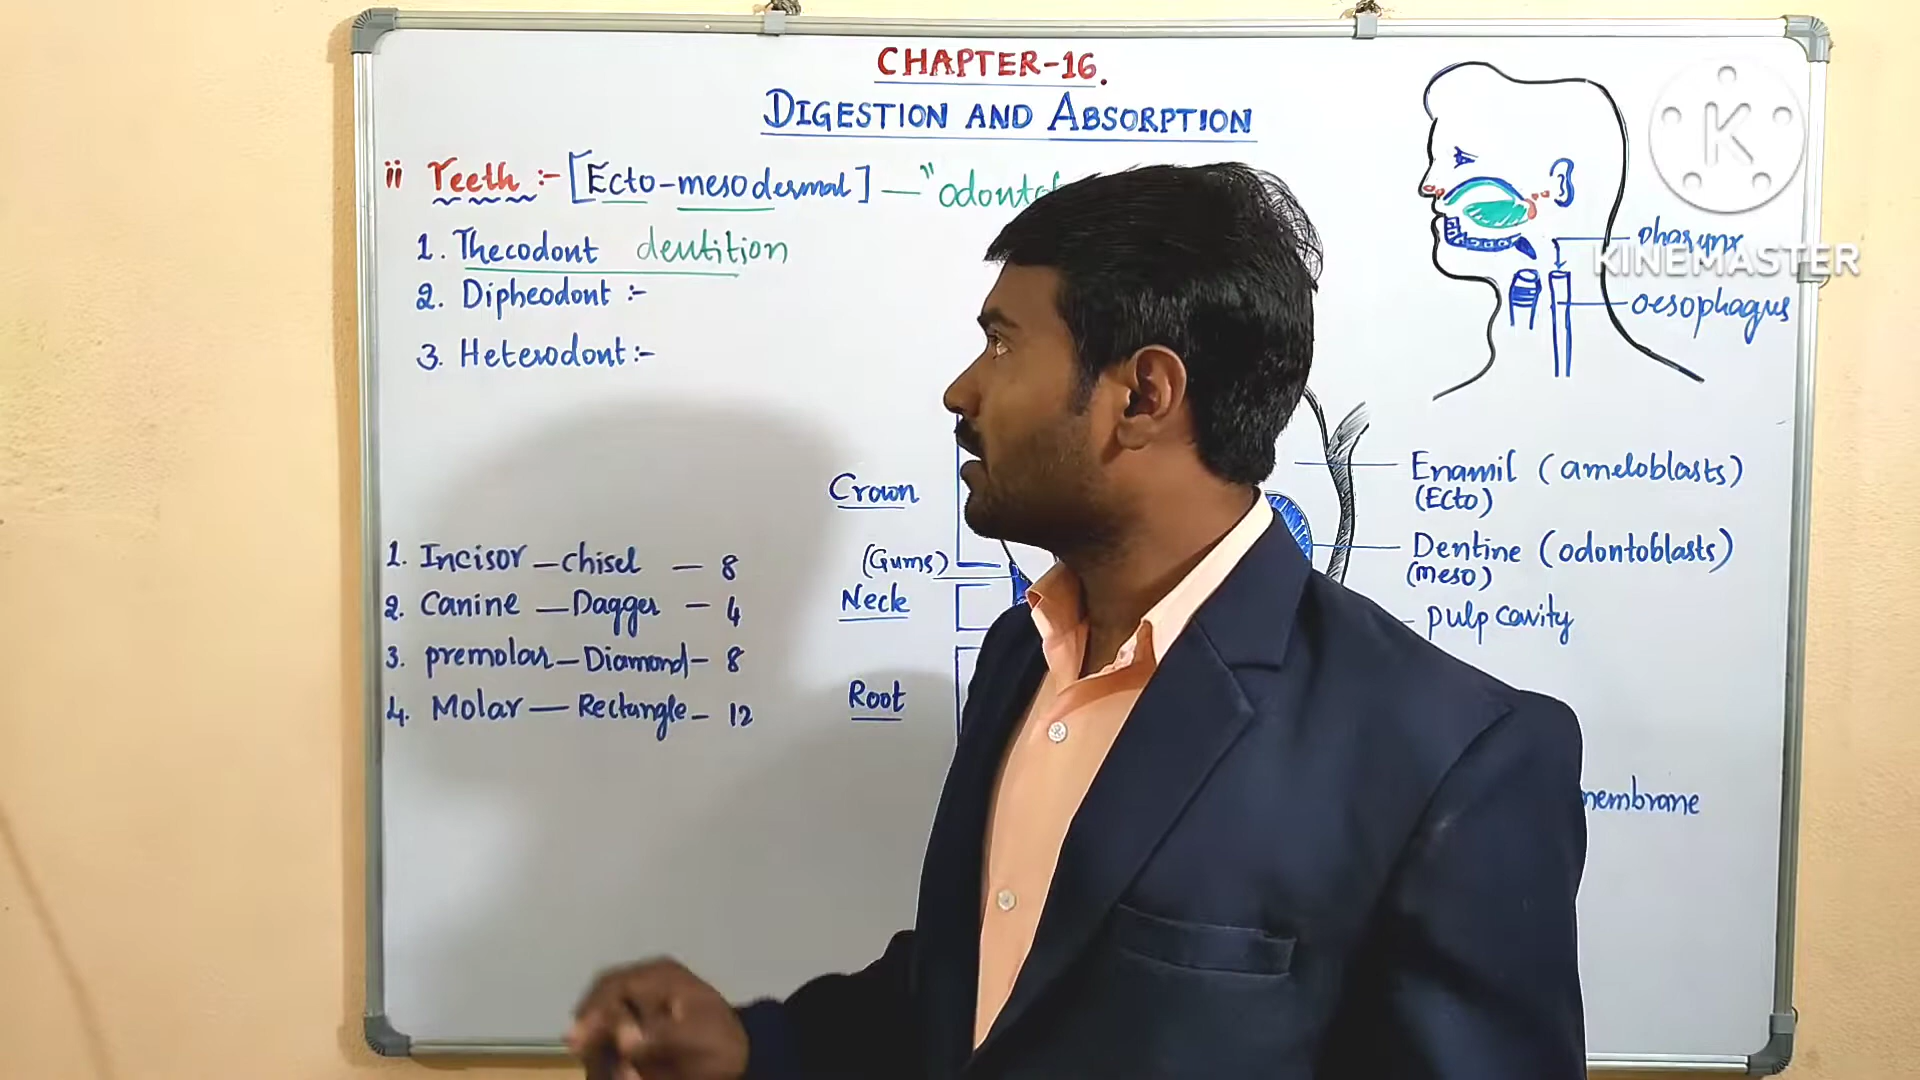 CHAPTER-16.
DIGESTION AND ABSORPTION
ii Teeth :- [Ecto-mesodermal] — "odonto
1. Thecodont dentition
2. Dipheodont :-
3. Heterodont :-
1. Incisor — chisel — 8
2. Canine — Dagger — 4
3. premolar — Diamond - 8
4. Molar — Rectangle - 12
Crown
(Gums)
Neck
Root
pharynx
oesophagus
Enamil (ameloblasts)
(Ecto)
Dentine (odontoblasts)
(meso)
pulp cavity
membrane
K
KINEMASTER